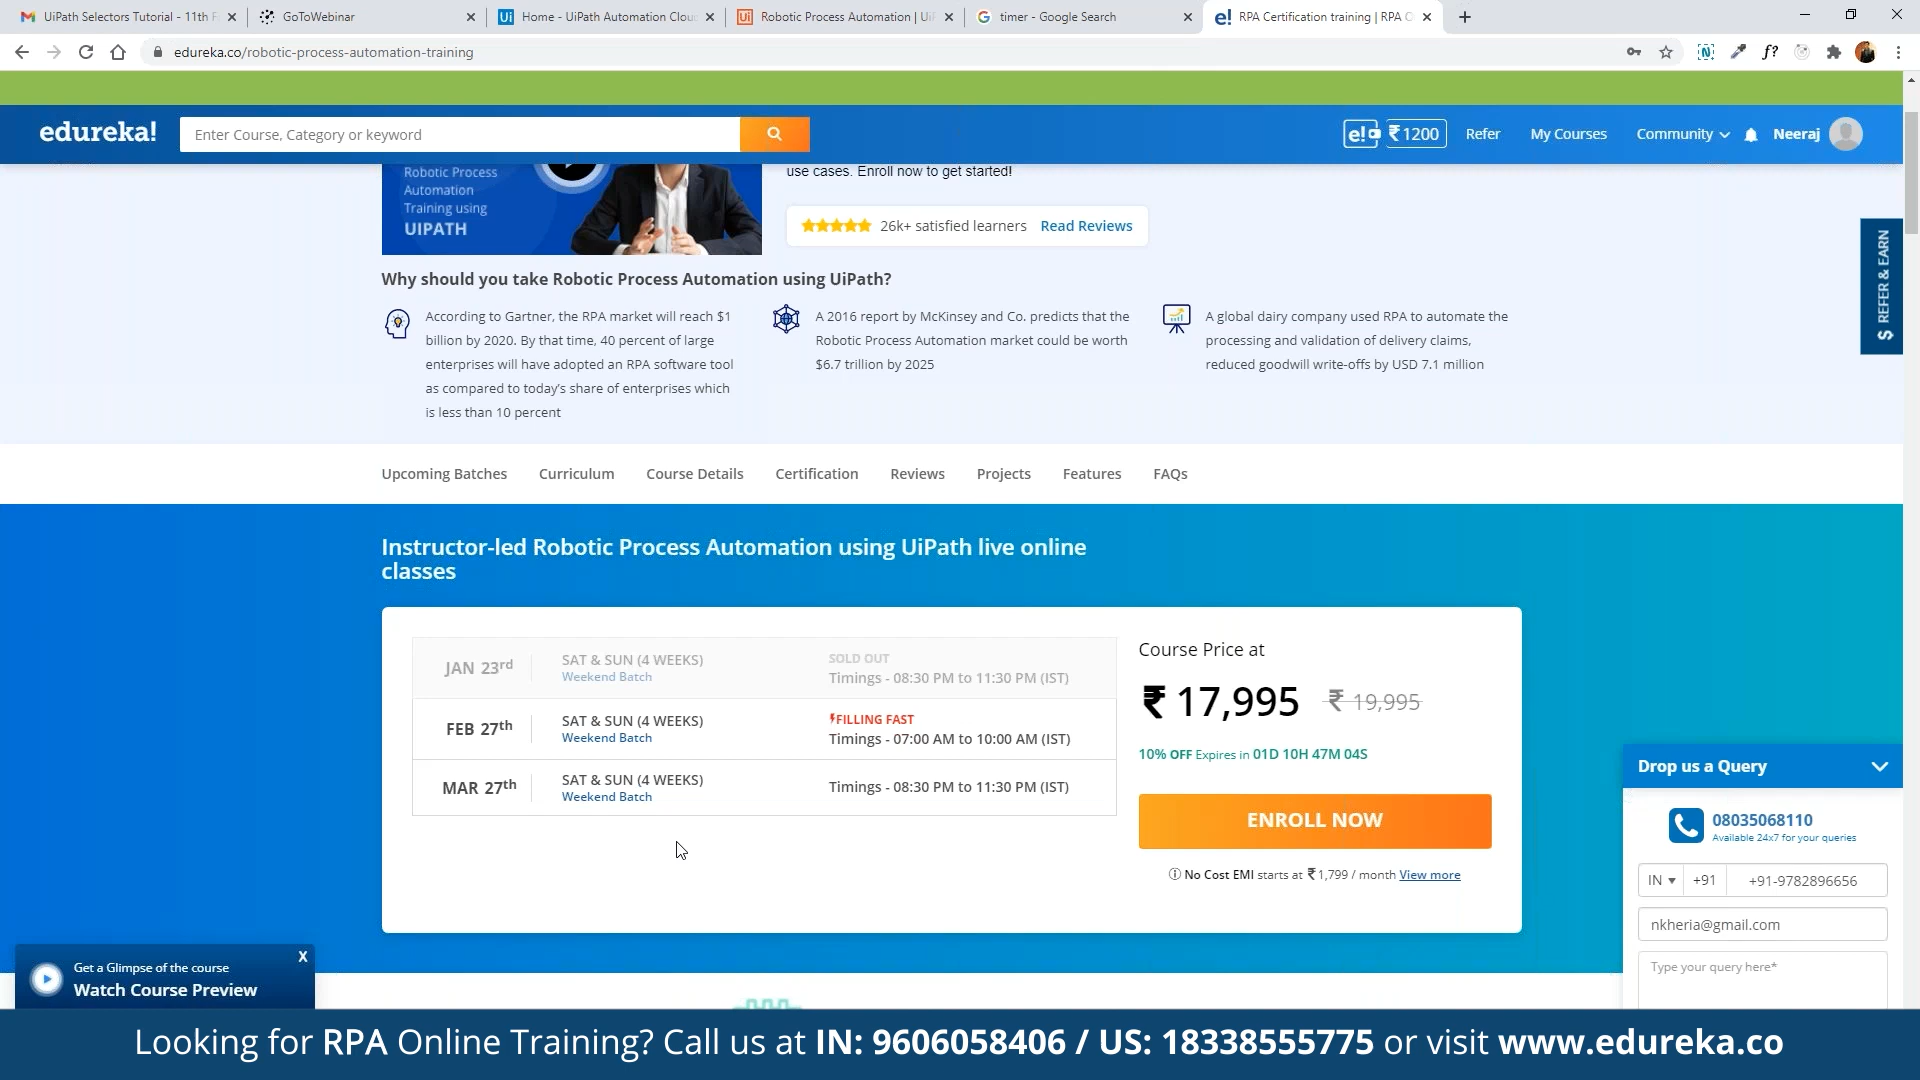 UiPath Selectors Tutorial - 11th F
GoToWebinar
Home - UiPath Automation Clou
Robotic Process Automation | Ui
timer - Google Search
RPA Certification training | RPA C
edureka.co/robotic-process-automation-training
edureka!
Enter Course, Category or keyword
e! ₹1200
Refer
My Courses
Community
Neeraj
Robotic Process
Automation
Training using
UIPATH
use cases. Enroll now to get started!
26k+ satisfied learners Read Reviews
$ REFER & EARN
Why should you take Robotic Process Automation using UiPath?
According to Gartner, the RPA market will reach $1
billion by 2020. By that time, 40 percent of large
enterprises will have adopted an RPA software tool
as compared to today's share of enterprises which
is less than 10 percent
A 2016 report by McKinsey and Co. predicts that the
Robotic Process Automation market could be worth
$6.7 trillion by 2025
A global dairy company used RPA to automate the
processing and validation of delivery claims,
reduced goodwill write-offs by USD 7.1 million
Upcoming Batches Curriculum Course Details Certification Reviews Projects Features FAQs
Instructor-led Robotic Process Automation using UiPath live online
classes
JAN 23rd
SAT & SUN (4 WEEKS)
Weekend Batch
SOLD OUT
Timings - 08:30 PM to 11:30 PM (IST)
FEB 27th
SAT & SUN (4 WEEKS)
Weekend Batch
FILLING FAST
Timings - 07:00 AM to 10:00 AM (IST)
MAR 27th
SAT & SUN (4 WEEKS)
Weekend Batch
Timings - 08:30 PM to 11:30 PM (IST)
Course Price at
₹ 17,995 ₹ 19,995
10% OFF Expires in 01D 10H 47M 04S
ENROLL NOW
No Cost EMI starts at ₹1,799 / month View more
Drop us a Query
08035068110
Available 24x7 for your queries
IN +91 +91-9782896656
nkheria@gmail.com
Type your query here*
X
Get a Glimpse of the course
Watch Course Preview
Looking for RPA Online Training? Call us at IN: 9606058406 / US: 18338555775 or visit www.edureka.co